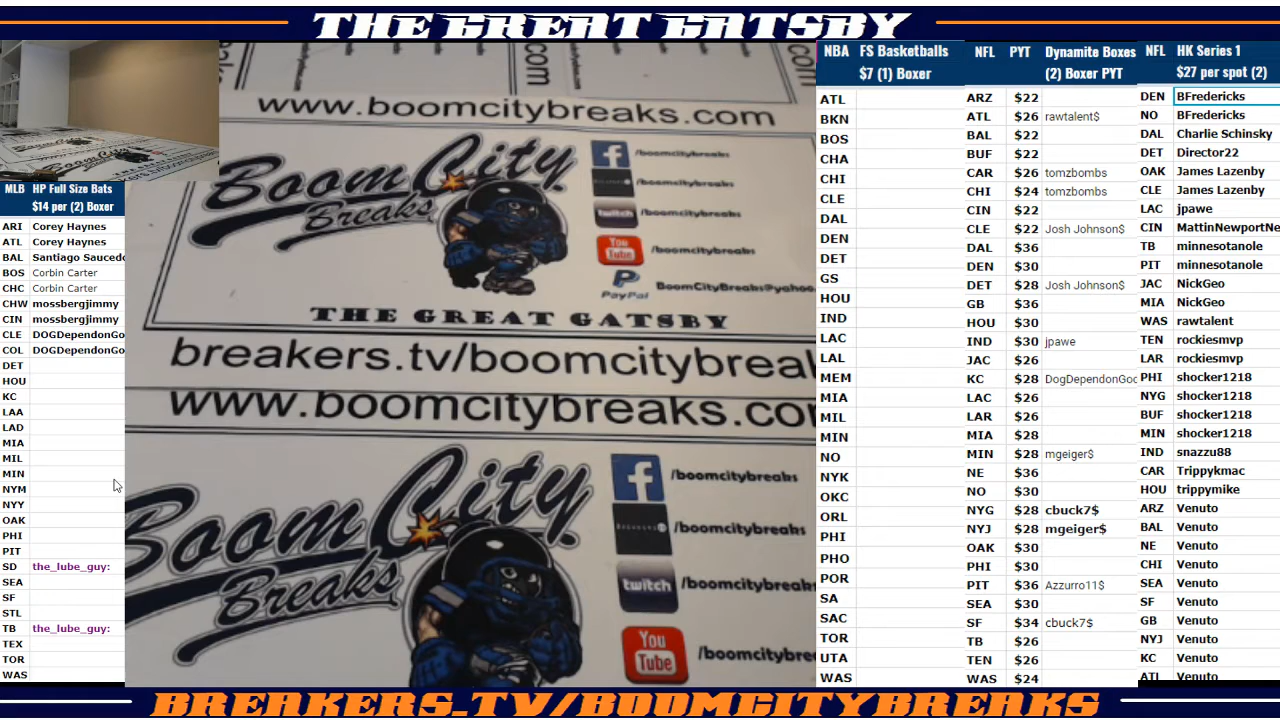 THE GREAT GATSBY
MLB HP Full Size Bats
$14 per (2) Boxer
ARI Corey Haynes
ATL Corey Haynes
BAL Santiago Saucedo
BOS Corbin Carter
CHC Corbin Carter
CHW mossbergjimmy
CIN mossbergjimmy
CLE DOGDependonGo
COL DOGDependonGo
DET
HOU
KC
LAA
LAD
MIA
MIL
MIN
NYM
NYY
OAK
PHI
PIT
SD the_lube_guy:
SEA
SF
STL
TB the_lube_guy:
TEX
TOR
WAS
www.boomcitybreaks.com
Boom City
Breaks
/boomcitybreaks
/boomcitybreaks
twitch /boomcitybreaks
You
Tube /boomcitybreaks
PayPal BoomCityBreaks@yahoo
THE GREAT GATSBY
breakers.tv/boomcitybreal
www.boomcitybreaks.co
Boom City
Breaks
/boomcitybreaks
/boomcitybreaks
twitch /boomcitybreaks
You
Tube /boomcitybre
NBA FS Basketballs
$7 (1) Boxer
ATL
BKN
BOS
CHA
CHI
CLE
DAL
DEN
DET
GS
HOU
IND
LAC
LAL
MEM
MIA
MIL
MIN
NO
NYK
OKC
ORL
PHI
PHO
POR
SA
SAC
TOR
UTA
WAS
NFL PYT Dynamite Boxes
(2) Boxer PYT
ARZ $22
ATL $26 rawtalent$
BAL $22
BUF $22
CAR $26 tomzbombs
CHI $24 tomzbombs
CIN $22
CLE $22 Josh Johnson$
DAL $36
DEN $30
DET $28 Josh Johnson$
GB $36
HOU $30
IND $30 jpawe
JAC $26
KC $28 DogDependonGoo
LAC $26
LAR $26
MIA $28
MIN $28 mgeiger$
NE $36
NO $30
NYG $28 cbuck7$
NYJ $28 mgeiger$
OAK $30
PHI $30
PIT $36 Azzurro11$
SEA $30
SF $34 cbuck7$
TB $26
TEN $26
WAS $24
NFL HK Series 1
$27 per spot (2)
DEN BFredericks
NO BFredericks
DAL Charlie Schinsky
DET Director22
OAK James Lazenby
CLE James Lazenby
LAC jpawe
CIN MattinNewportNe
TB minnesotanole
PIT minnesotanole
JAC NickGeo
MIA NickGeo
WAS rawtalent
TEN rockiesmvp
LAR rockiesmvp
PHI shocker1218
NYG shocker1218
BUF shocker1218
MIN shocker1218
IND snazzu88
CAR Trippykmac
HOU trippymike
ARZ Venuto
BAL Venuto
NE Venuto
CHI Venuto
SEA Venuto
SF Venuto
GB Venuto
NYJ Venuto
KC Venuto
ATL Venuto
BREAKERS.TV/BOOMCITYBREAKS